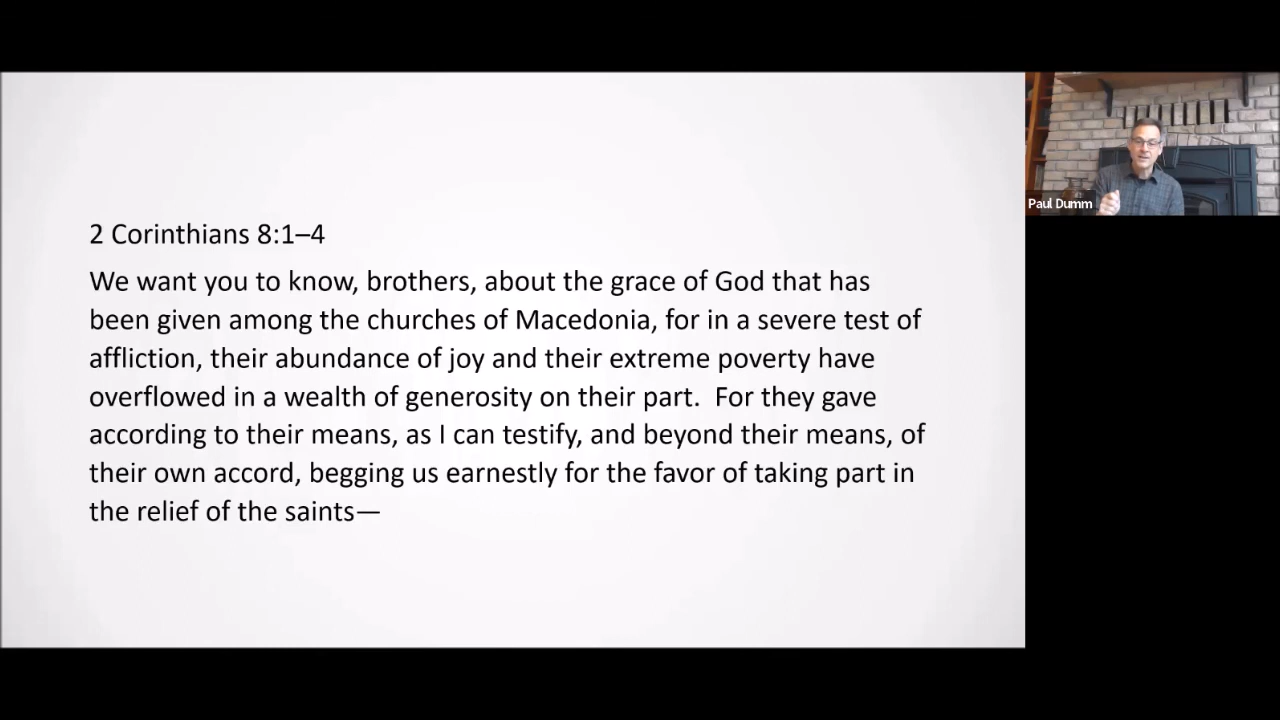 2 Corinthians 8:1–4
We want you to know, brothers, about the grace of God that has
been given among the churches of Macedonia, for in a severe test of
affliction, their abundance of joy and their extreme poverty have
overflowed in a wealth of generosity on their part.  For they gave
according to their means, as I can testify, and beyond their means, of
their own accord, begging us earnestly for the favor of taking part in
the relief of the saints—
Paul Dumm